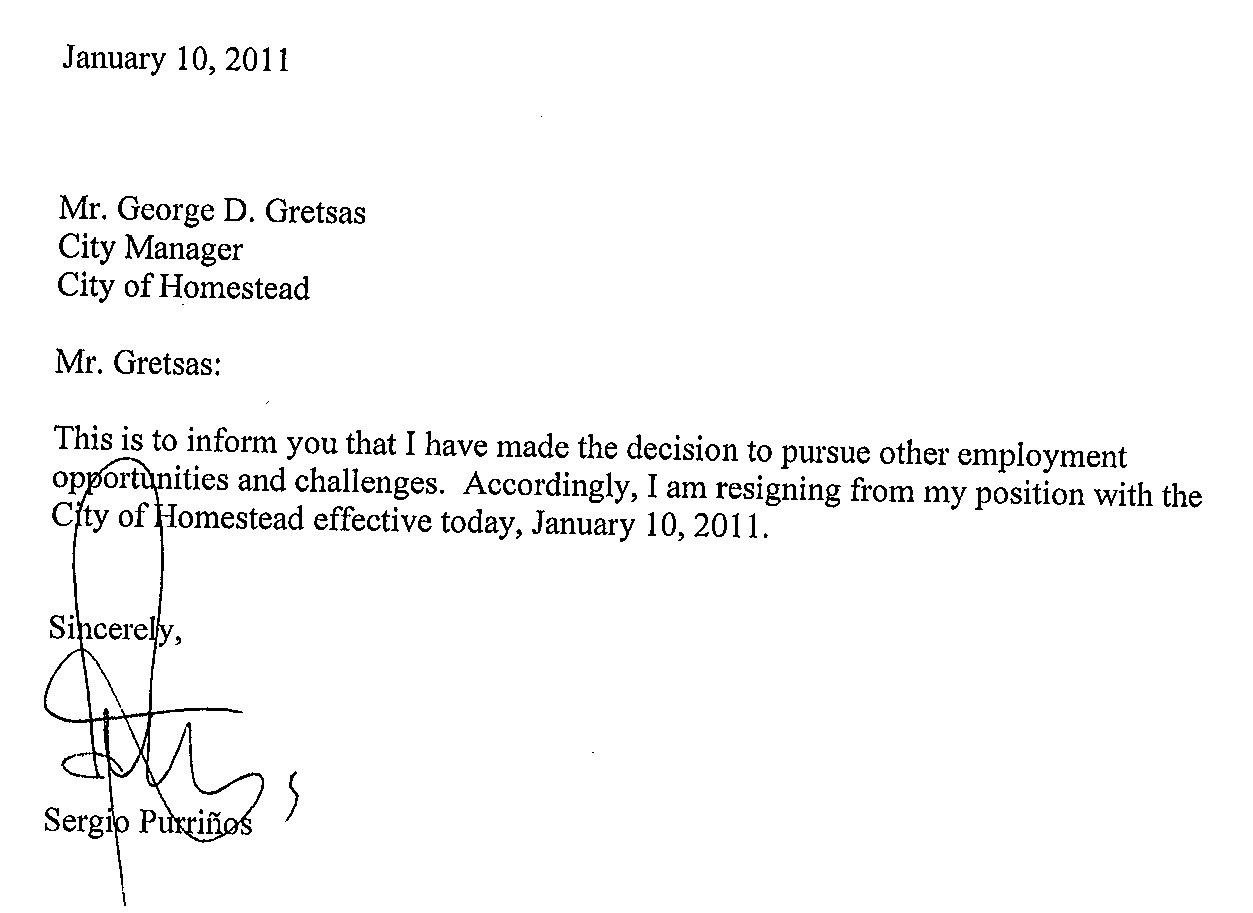 January 10, 2011
Mr. George D. Gretsas
City Manager
City of Homestead
Mr. Gretsas:
This is to inform you that I have made the decision to pursue other employment
opportunities and challenges.  Accordingly, I am resigning from my position with the
City of Homestead effective today, January 10, 2011.
Sincerely,
Sergio Purriños